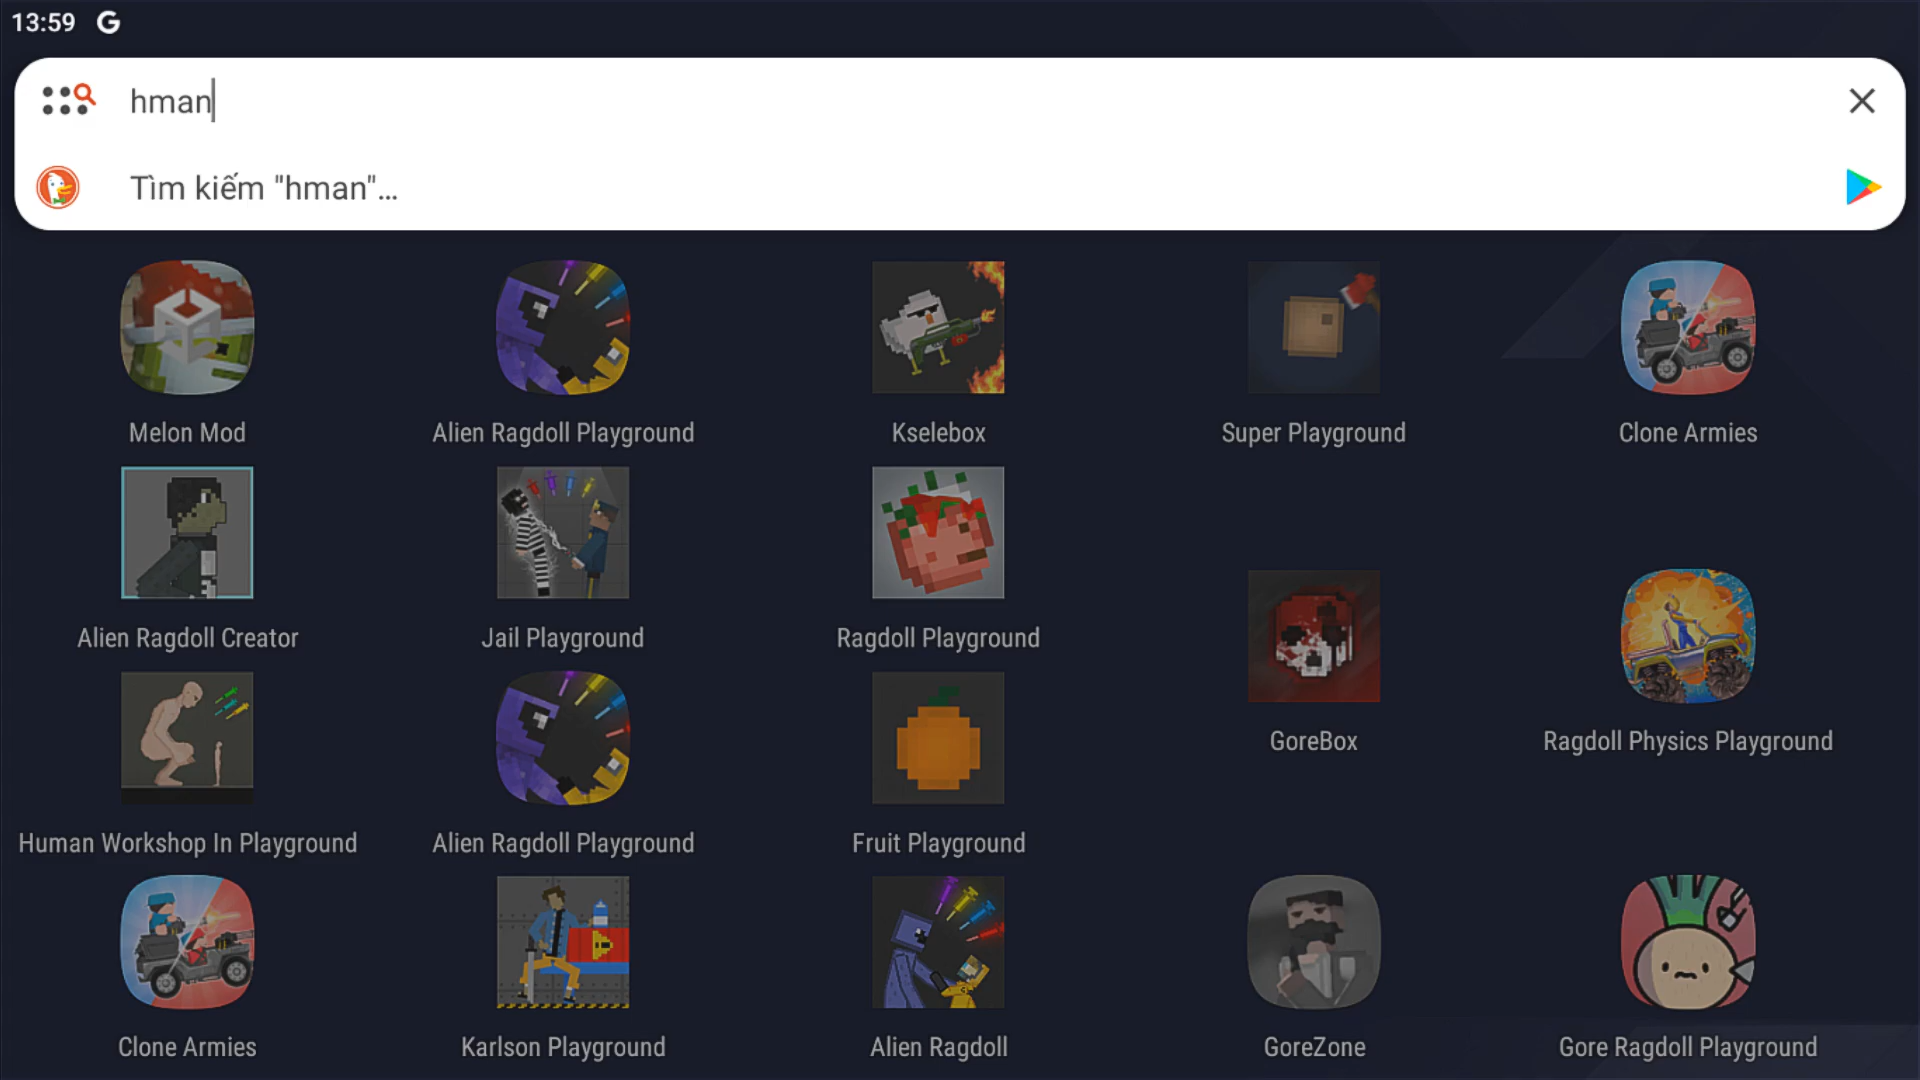 13:59 G
hman
Tìm kiếm "hman"...
Melon Mod
Alien Ragdoll Playground
Kselebox
Super Playground
Clone Armies
Alien Ragdoll Creator
Jail Playground
Ragdoll Playground
GoreBox
Ragdoll Physics Playground
Human Workshop In Playground
Alien Ragdoll Playground
Fruit Playground
Clone Armies
Karlson Playground
Alien Ragdoll
GoreZone
Gore Ragdoll Playground